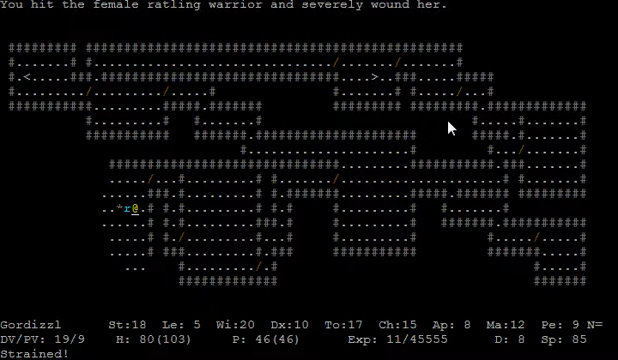 You hit the female ratling warrior and severely wound her.
Gordizzl St:18 Le: 5 Wi:20 Dx:10 To:17 Ch:15 Ap: 8 Ma:12 Pe: 9 N=
DV/PV: 19/9 H: 80(103) P: 46(46) Exp: 11/45555 D: 8 Sp: 85
Strained!